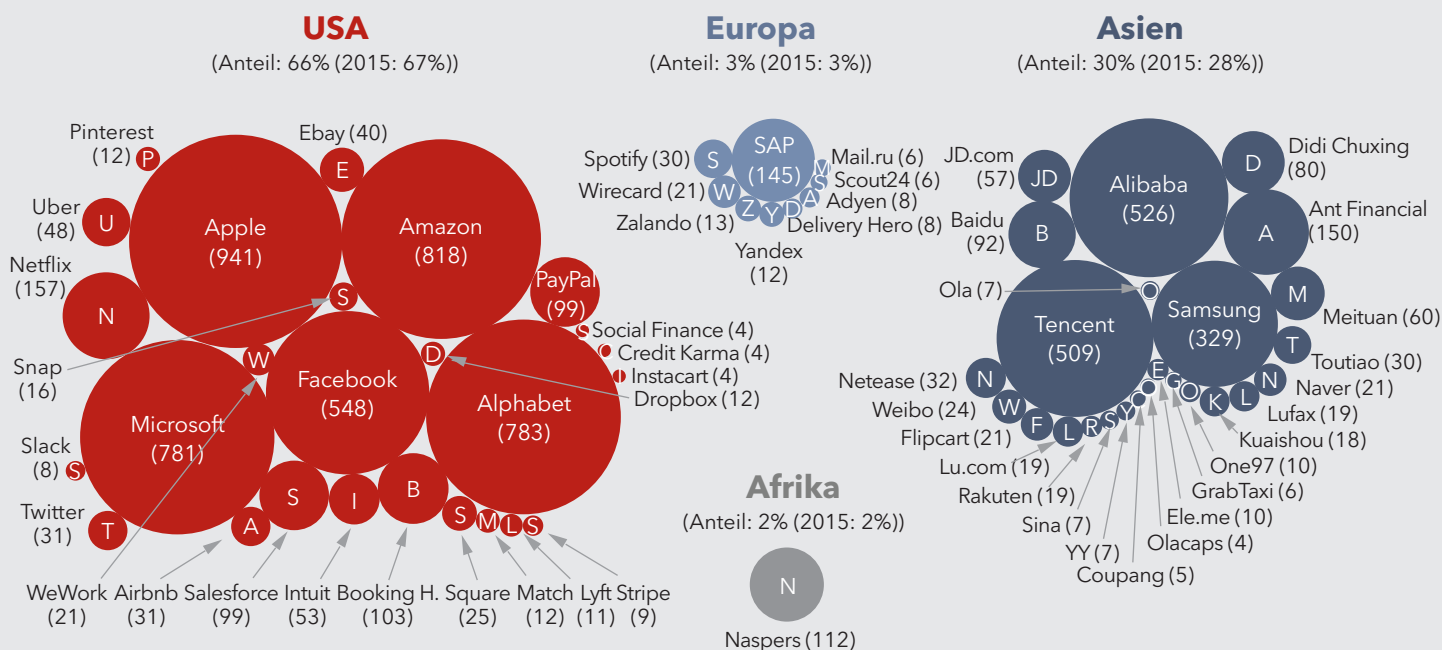 USA
(Anteil: 66% (2015: 67%))
Pinterest
(12)
P
Ebay (40)
E
Uber
(48)
U
Apple
(941)
Amazon
(818)
Netflix
(157)
N
PayPal
(99)
S
Snap
(16)
W
D
S
Social Finance (4)
Credit Karma (4)
Instacart (4)
Dropbox (12)
Facebook
(548)
Microsoft
(781)
Alphabet
(783)
Slack
(8)
S
Twitter
(31)
T
A
S
I
B
S
M
L
S
WeWork
(21)
Airbnb
(31)
Salesforce
(99)
Intuit
(53)
Booking H.
(103)
Square
(25)
Match
(12)
Lyft
(11)
Stripe
(9)
Europa
(Anteil: 3% (2015: 3%))
SAP
(145)
Spotify (30)
S
Wirecard (21)
W
Zalando (13)
Z
Y
Yandex
(12)
D
Delivery Hero (8)
A
Adyen (8)
S
Scout24 (6)
M
Mail.ru (6)
Afrika
(Anteil: 2% (2015: 2%))
N
Naspers (112)
Asien
(Anteil: 30% (2015: 28%))
JD.com
(57)
JD
Alibaba
(526)
D
Didi Chuxing
(80)
Baidu
(92)
B
A
Ant Financial
(150)
Ola (7)
Tencent
(509)
Samsung
(329)
M
Meituan (60)
T
Toutiao (30)
N
Naver (21)
L
Lufax (19)
K
Kuaishou (18)
O
One97 (10)
G
GrabTaxi (6)
E
Ele.me (10)
Olacaps (4)
Coupang (5)
Y
YY (7)
S
Sina (7)
R
Rakuten (19)
L
Lu.com (19)
F
Flipcart (21)
W
Weibo (24)
N
Netease (32)